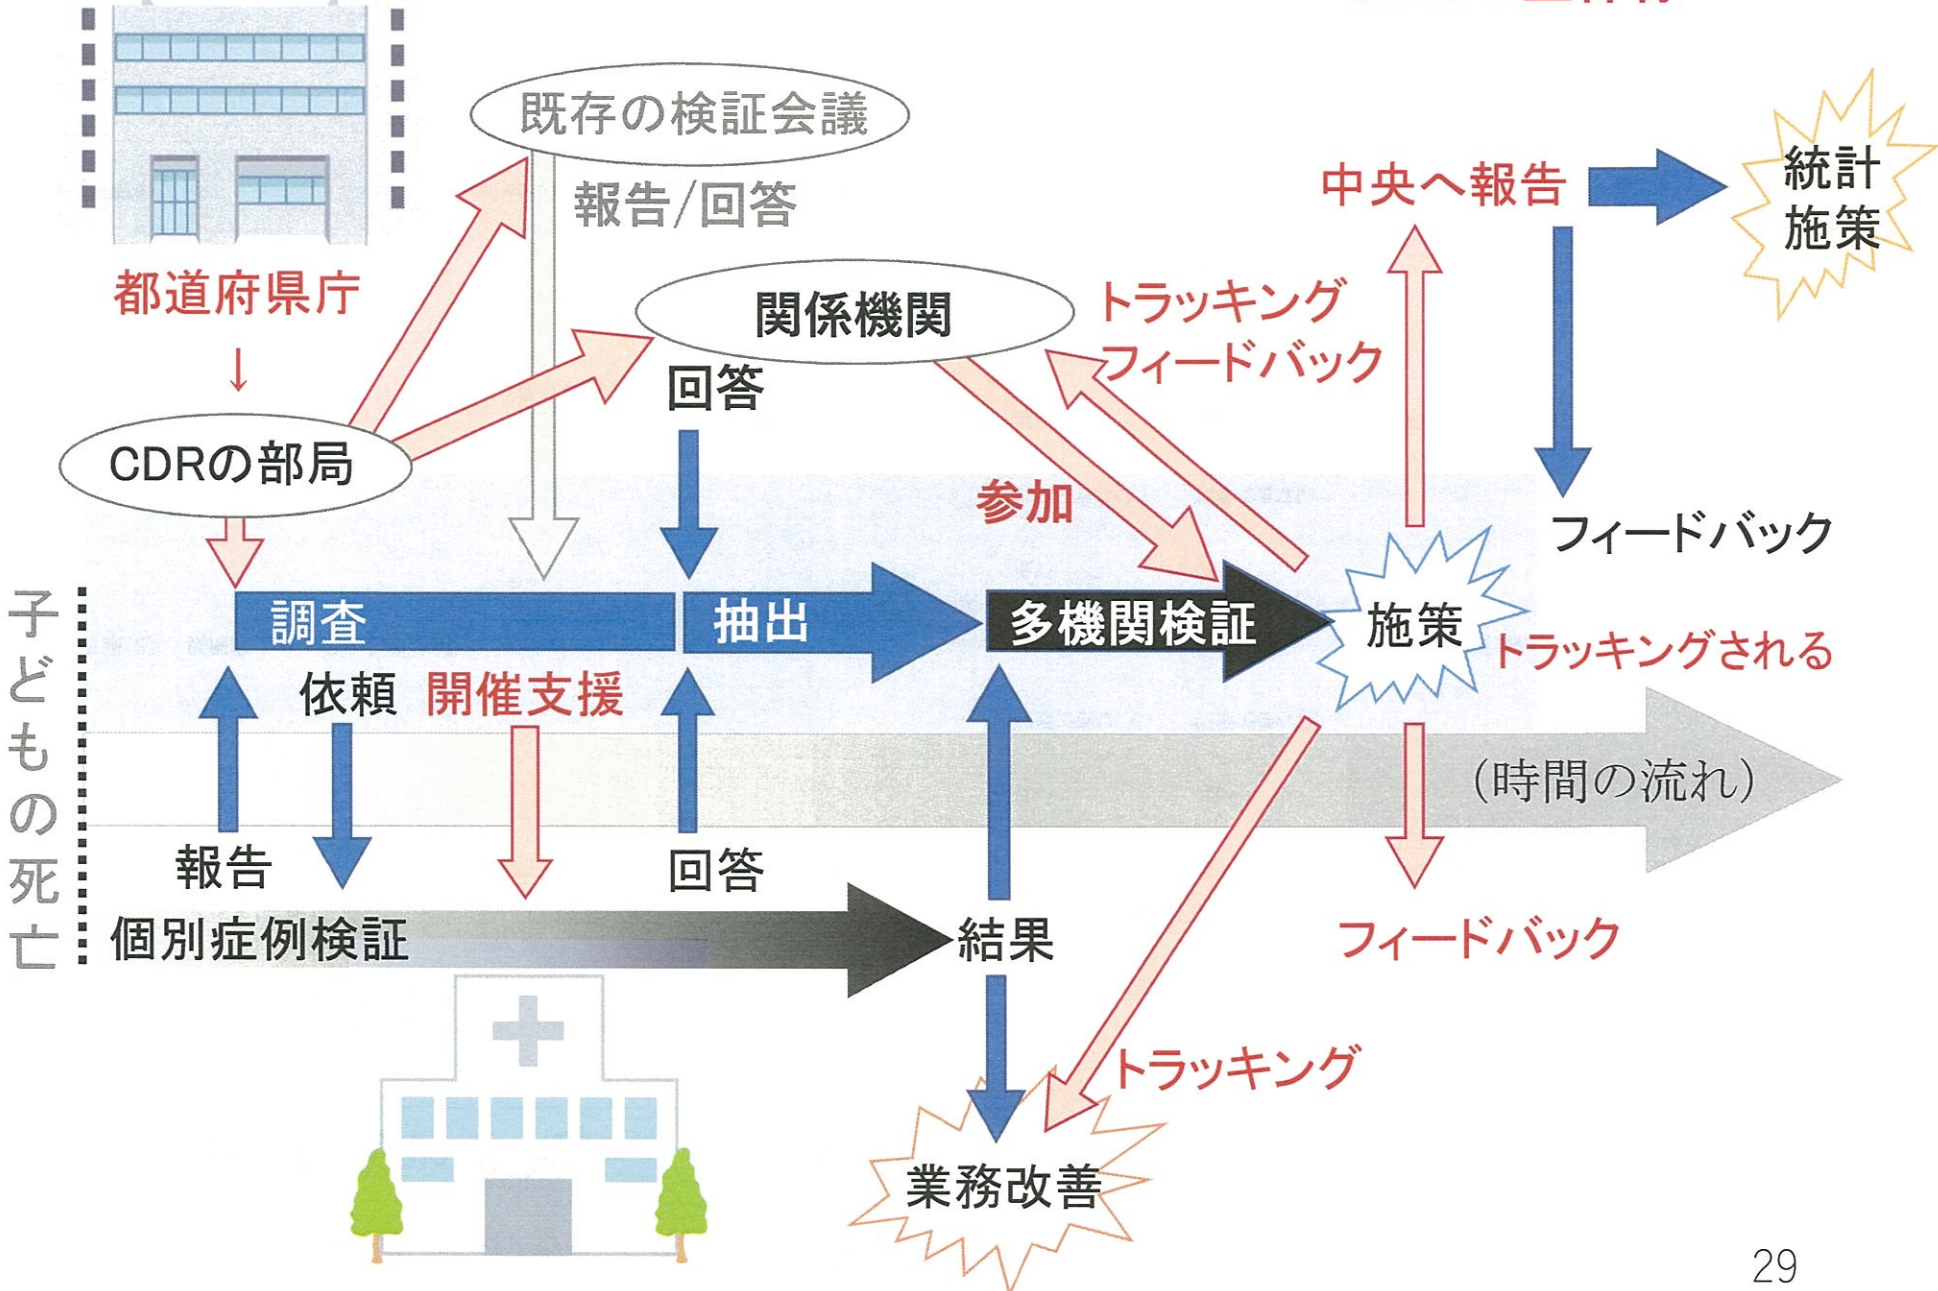 既存の検証会議
報告/回答
中央へ報告
統計
施策
都道府県庁
↓
関係機関
トラッキング
フィードバック
回答
CDRの部局
参加
フィードバック
子どもの死亡
調査
抽出
多機関検証
施策
トラッキングされる
依頼
開催支援
(時間の流れ)
報告
回答
個別症例検証
結果
フィードバック
トラッキング
業務改善
29